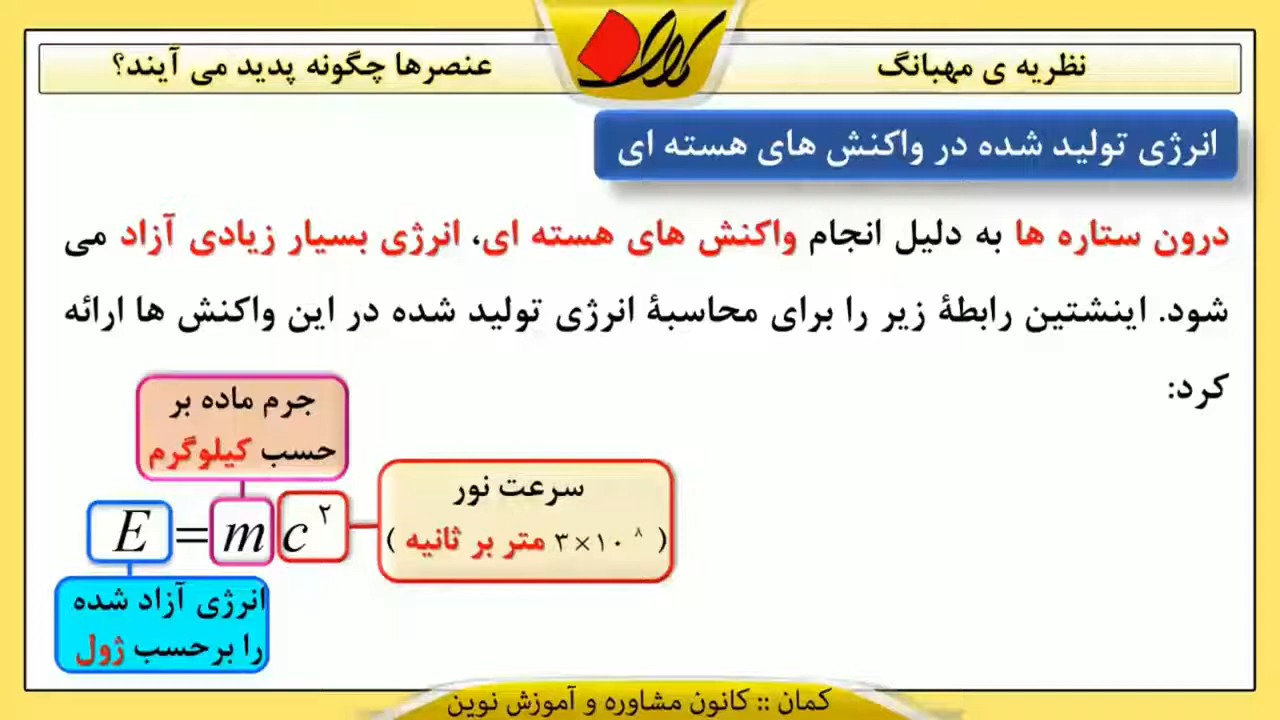 نظریه ی مهبانگ
کمان
عنصرها چگونه پدید می آیند؟
انرژی تولید شده در واکنش های هسته ای
درون ستاره ها به دلیل انجام واکنش های هسته ای، انرژی بسیار زیادی آزاد می
شود. اینشتین رابطهٔ زیر را برای محاسبهٔ انرژی تولید شده در این واکنش ها ارائه
کرد:
جرم ماده بر
حسب کیلوگرم
سرعت نور
( ۳×۱۰ ^۸ متر بر ثانیه )
E = mc^۲
انرژی آزاد شده
را برحسب ژول
کمان :: کانون مشاوره و آموزش نوین